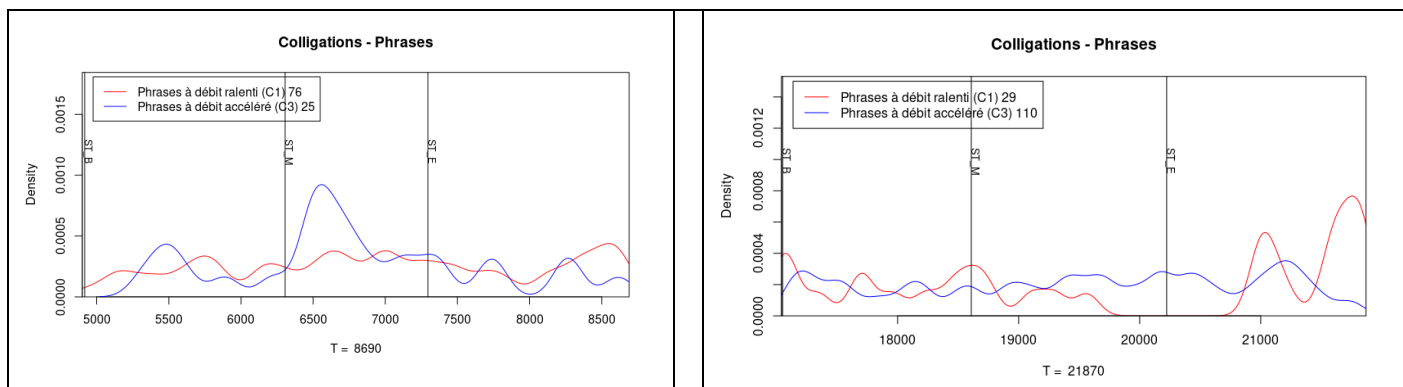 Colligations - Phrases
Phrases à débit ralenti (C1) 76
Phrases à débit accéléré (C3) 25
ST_B
ST_M
ST_E
Density
0.0000
0.0005
0.0010
0.0015
5000 5500 6000 6500 7000 7500 8000 8500
T = 8690
Colligations - Phrases
Phrases à débit ralenti (C1) 29
Phrases à débit accéléré (C3) 110
ST_B
ST_M
ST_E
Density
0.0000
0.0004
0.0008
0.0012
18000 19000 20000 21000
T = 21870